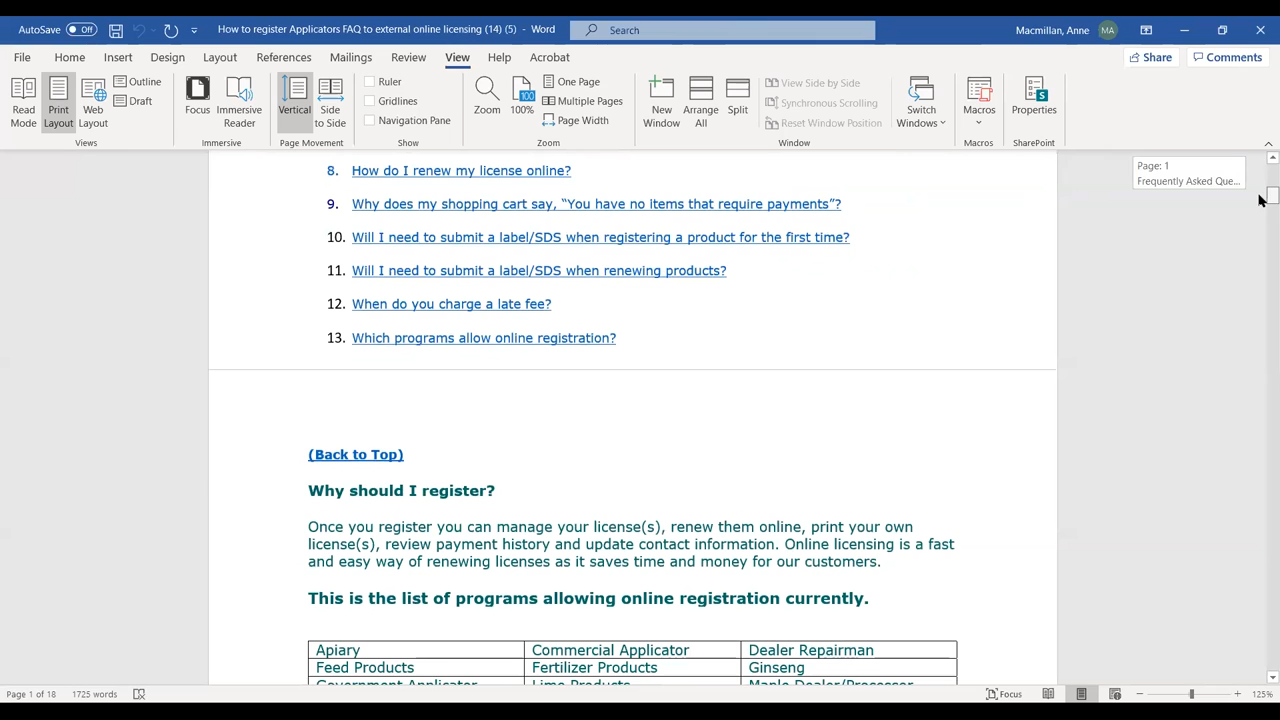 AutoSave Off How to register Applicators FAQ to external online licensing (14) (5) - Word Search Macmillan, Anne MA
File Home Insert Draw Design Layout References Mailings Review View Help Acrobat Share Comments
Read Mode
Print Layout
Web Layout
Outline
Draft
Views
Focus
Immersive Reader
Immersive
Vertical
Side to Side
Page Movement
Ruler
Gridlines
Navigation Pane
Show
Zoom
100
100%
One Page
Multiple Pages
Page Width
Zoom
New Window
Arrange All
Split
View Side by Side
Synchronous Scrolling
Reset Window Position
Switch Windows
Window
Macros
Macros
Properties
SharePoint
Page: 1
Frequently Asked Que...
8. How do I renew my license online?
9. Why does my shopping cart say, “You have no items that require payments”?
10. Will I need to submit a label/SDS when registering a product for the first time?
11. Will I need to submit a label/SDS when renewing products?
12. When do you charge a late fee?
13. Which programs allow online registration?
(Back to Top)
Why should I register?
Once you register you can manage your license(s), renew them online, print your own
license(s), review payment history and update contact information. Online licensing is a fast
and easy way of renewing licenses as it saves time and money for our customers.
This is the list of programs allowing online registration currently.
Apiary Commercial Applicator Dealer Repairman
Feed Products Fertilizer Products Ginseng
Government Applicator Lime Products Maple Dealer/Processor
Page 1 of 18 1725 words Focus 125%